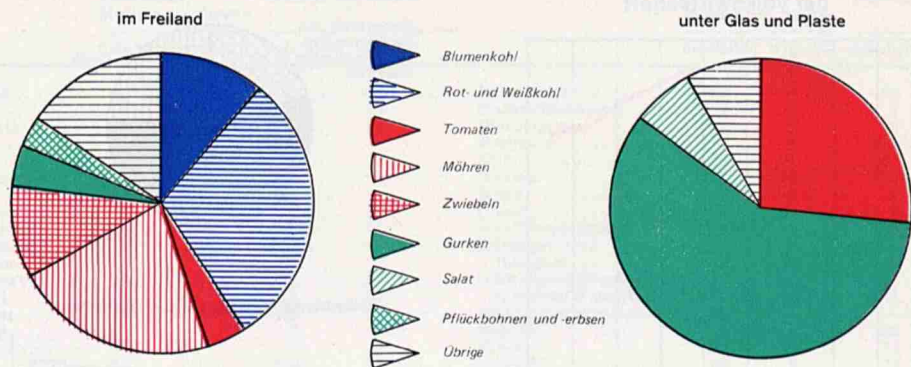 im Freiland
unter Glas und Plaste
Blumenkohl
Rot- und Weißkohl
Tomaten
Möhren
Zwiebeln
Gurken
Salat
Pflückbohnen und -erbsen
Übrige